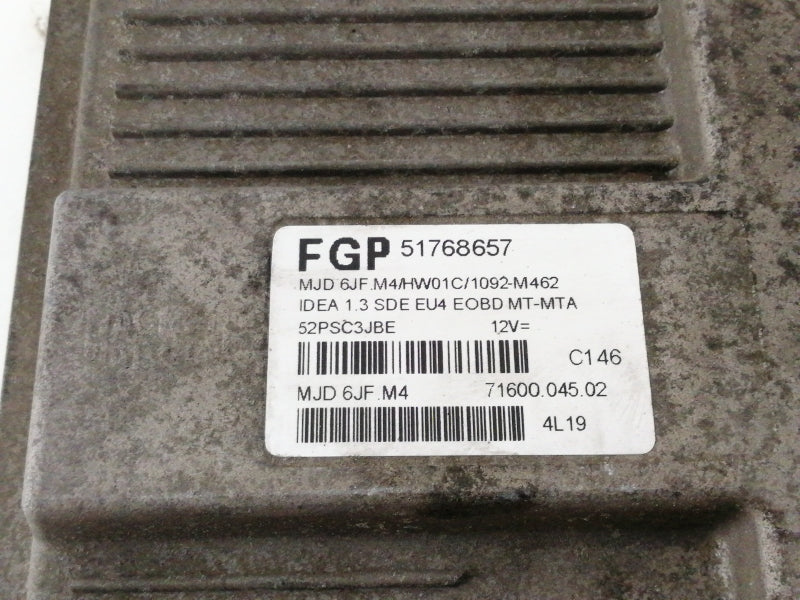 FGP 51768657
MJD 6JF.M4/HW01C/1092-M462
IDEA 1.3 SDE EU4 EOBD MT-MTA
52PSC3JBE 12V=
C146
MJD 6JF.M4 71600.045.02
4L19